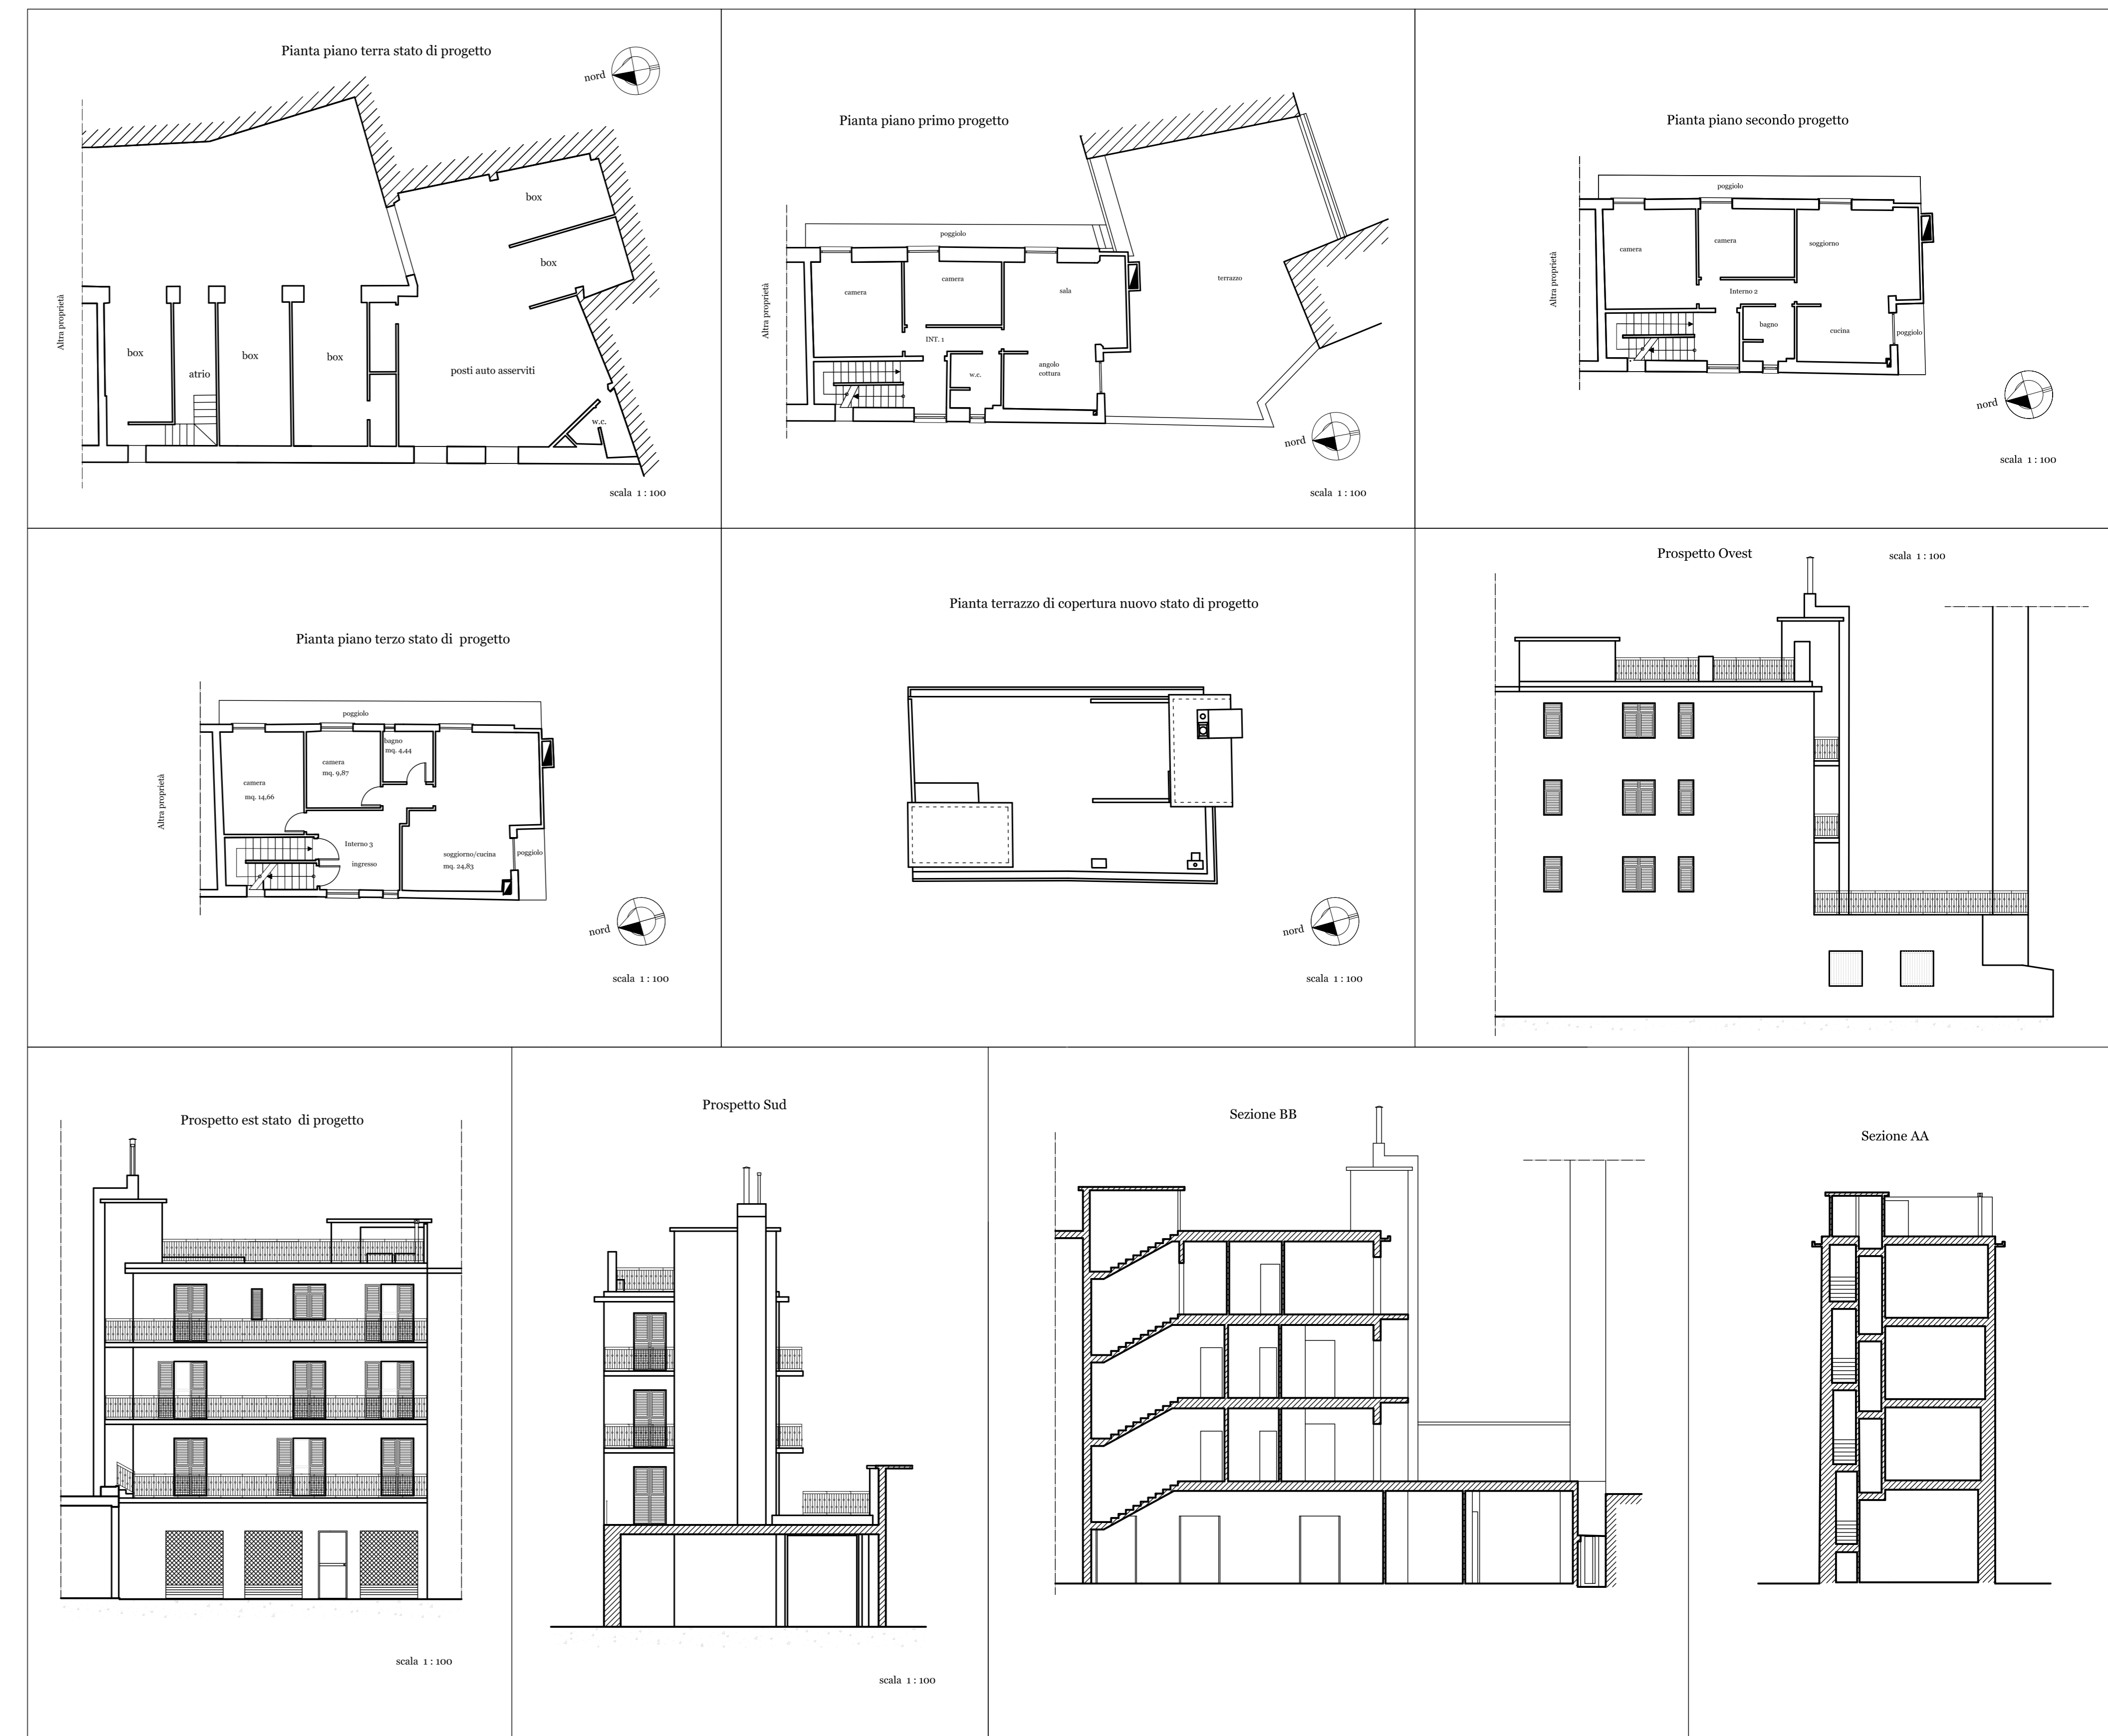 Pianta piano terra stato di progetto
nord
box
box
Altra proprietà
box
atrio
box
box
posti auto asserviti
w.c.
scala 1 : 100
Pianta piano primo progetto
poggiolo
Altra proprietà
camera
camera
sala
terrazzo
INT. 1
w.c.
angolo
cottura
nord
scala 1 : 100
Pianta piano secondo progetto
poggiolo
Altra proprietà
camera
camera
soggiorno
Interno 2
bagno
cucina
poggiolo
nord
scala 1 : 100
Pianta piano terzo stato di progetto
poggiolo
Altra proprietà
bagno
mq. 4,44
camera
mq. 9,87
camera
mq. 14,66
Interno 3
ingresso
soggiorno/cucina
mq. 24,83
poggiolo
nord
scala 1 : 100
Pianta terrazzo di copertura nuovo stato di progetto
nord
scala 1 : 100
Prospetto Ovest
scala 1 : 100
Prospetto est stato di progetto
scala 1 : 100
Prospetto Sud
scala 1 : 100
Sezione BB
Sezione AA